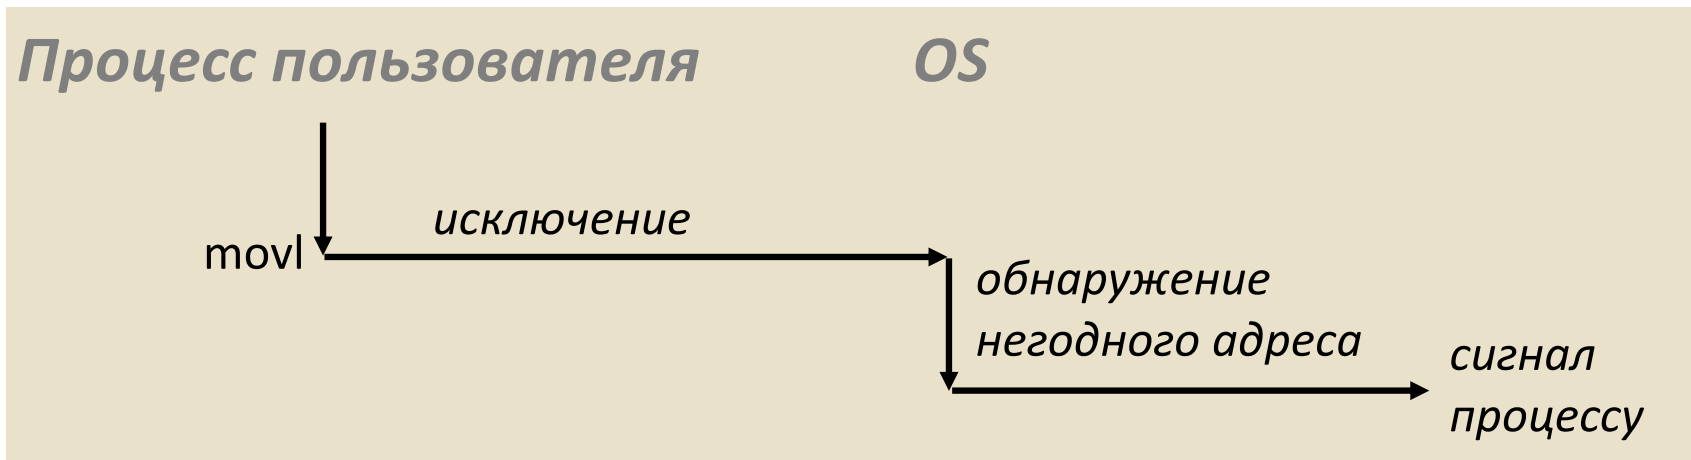 Процесс пользователя OS
исключение
movl
обнаружение
негодного адреса
сигнал
процессу